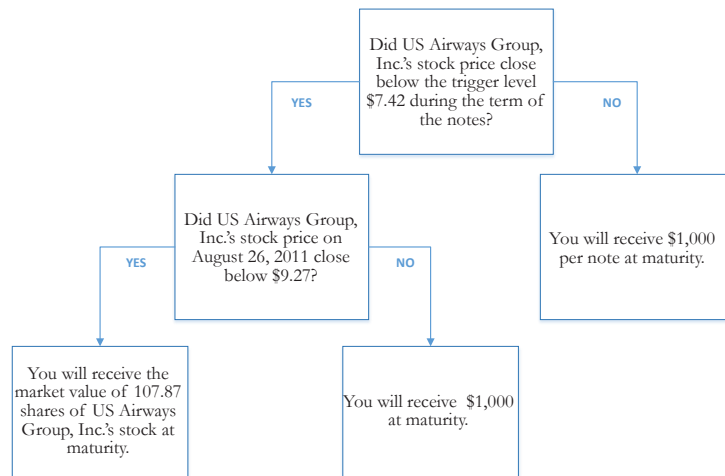 Did US Airways Group,
Inc.'s stock price close
below the trigger level
$7.42 during the term of
the notes?
YES
NO
Did US Airways Group,
Inc.'s stock price on
August 26, 2011 close
below $9.27?
You will receive $1,000
per note at maturity.
YES
NO
You will receive the
market value of 107.87
shares of US Airways
Group, Inc.'s stock at
maturity.
You will receive $1,000
at maturity.